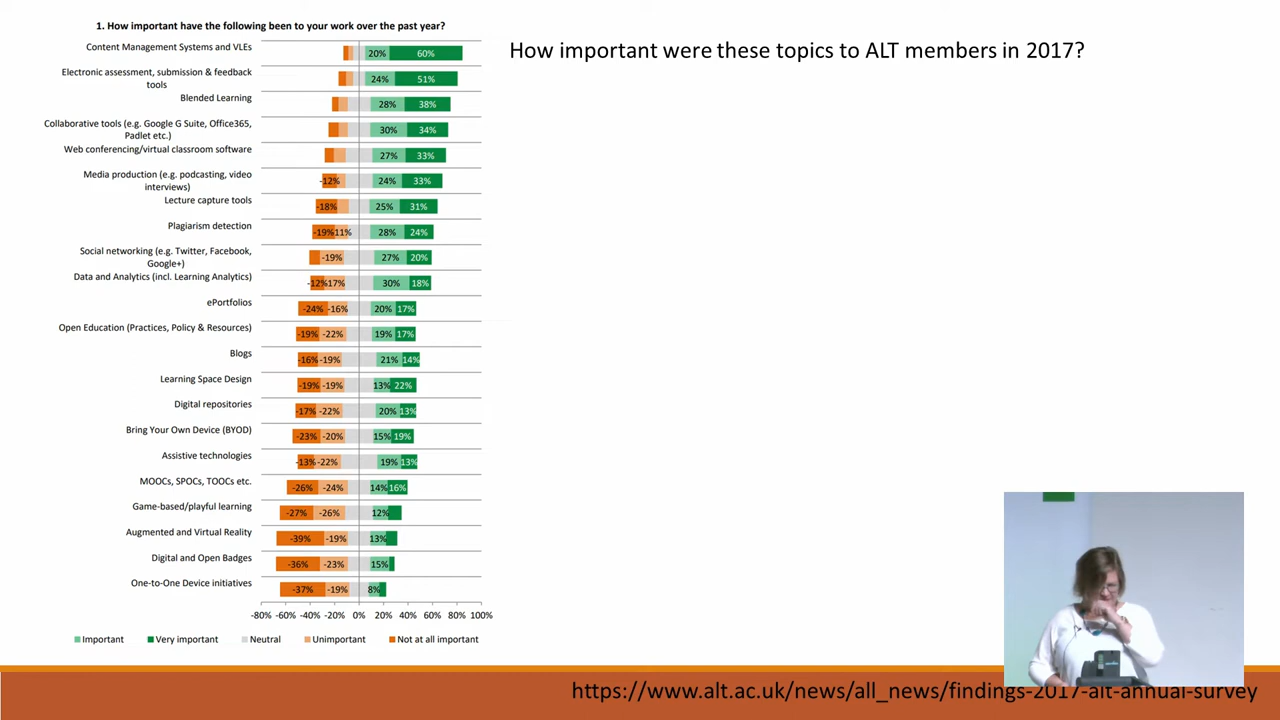 1. How important have the following been to your work over the past year?
How important were these topics to ALT members in 2017?
Content Management Systems and VLEs
20% 60%
Electronic assessment, submission & feedback
tools
24% 51%
Blended Learning
28% 38%
Collaborative tools (e.g. Google G Suite, Office365,
Padlet etc.)
30% 34%
Web conferencing/virtual classroom software
27% 33%
Media production (e.g. podcasting, video
interviews)
-12% 24% 33%
Lecture capture tools
-18% 25% 31%
Plagiarism detection
-19% 11% 28% 24%
Social networking (e.g. Twitter, Facebook,
Google+)
-19% 27% 20%
Data and Analytics (incl. Learning Analytics)
-12% 17% 30% 18%
ePortfolios
-24% -16% 20% 17%
Open Education (Practices, Policy & Resources)
-19% -22% 19% 17%
Blogs
-16% -19% 21% 14%
Learning Space Design
-19% -19% 13% 22%
Digital repositories
-17% -22% 20% 13%
Bring Your Own Device (BYOD)
-23% -20% 15% 19%
Assistive technologies
-13% -22% 19% 13%
MOOCs, SPOCs, TOOCs etc.
-26% -24% 14% 16%
Game-based/playful learning
-27% -26% 12%
Augmented and Virtual Reality
-39% -19% 13%
Digital and Open Badges
-36% -23% 15%
One-to-One Device initiatives
-37% -19% 8%
-80% -60% -40% -20% 0% 20% 40% 60% 80% 100%
Important Very important Neutral Unimportant Not at all important
https://www.alt.ac.uk/news/all_news/findings-2017-alt-annual-survey